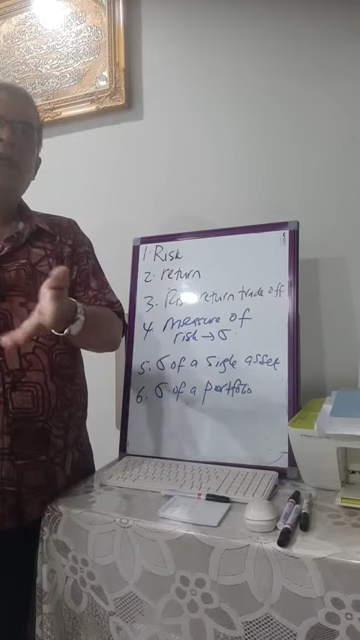 1. Risk
2. return
3. Risk return trade off
4. measure of
risk → σ
5. σ of a single asset
6. σ of a portfolio